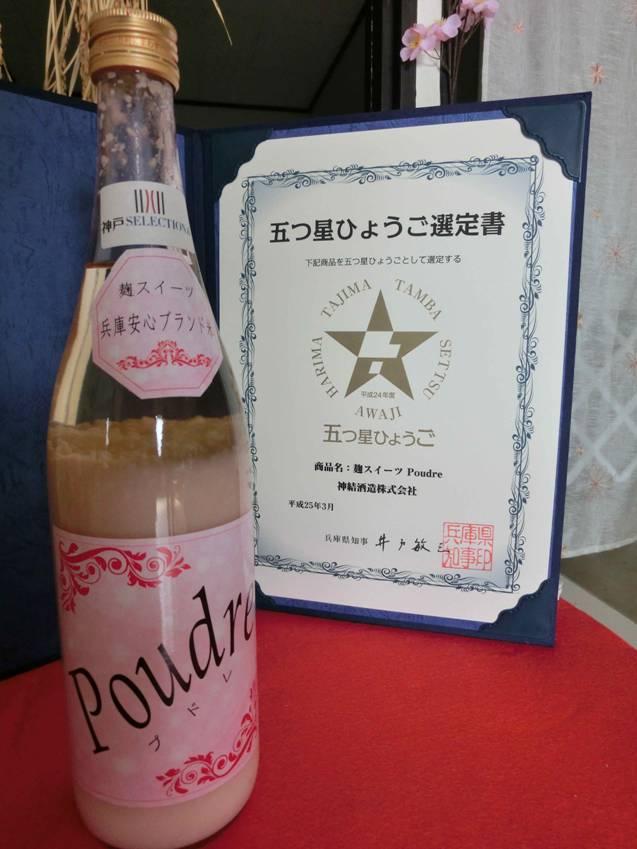 神戸SELECTION
麹スイーツ
兵庫安心ブランド米
Poudre
プドレ
五つ星ひょうご選定書
下記商品を五つ星ひょうごとして選定する
HARIMA TAJIMA TAMBA SETTSU AWAJI
平成24年度
五つ星ひょうご
商品名:麹スイーツ Poudre
神結酒造株式会社
平成25年3月
兵庫県知事 井戸敏三
兵庫県知事印